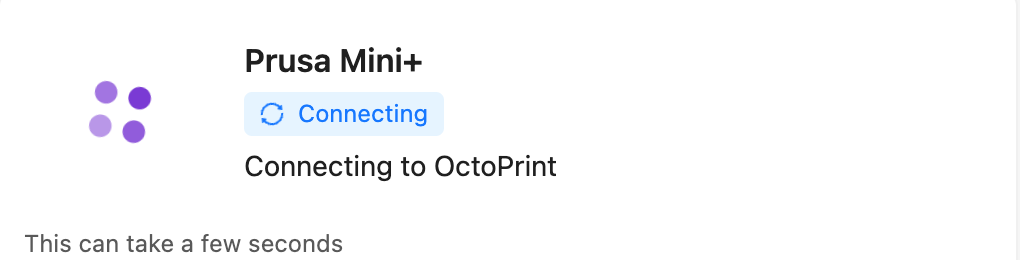 Prusa Mini+
Connecting
Connecting to OctoPrint
This can take a few seconds